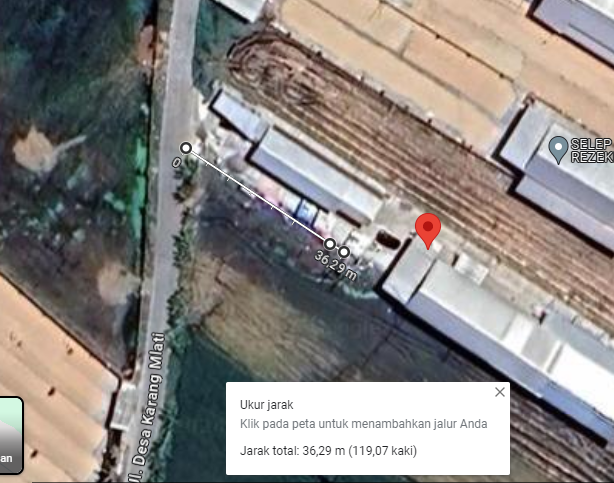 SELEP
REZEKI
0
36,29 m
Jl. Desa Karang Mlati
an
Ukur jarak
Klik pada peta untuk menambahkan jalur Anda
Jarak total: 36,29 m (119,07 kaki)